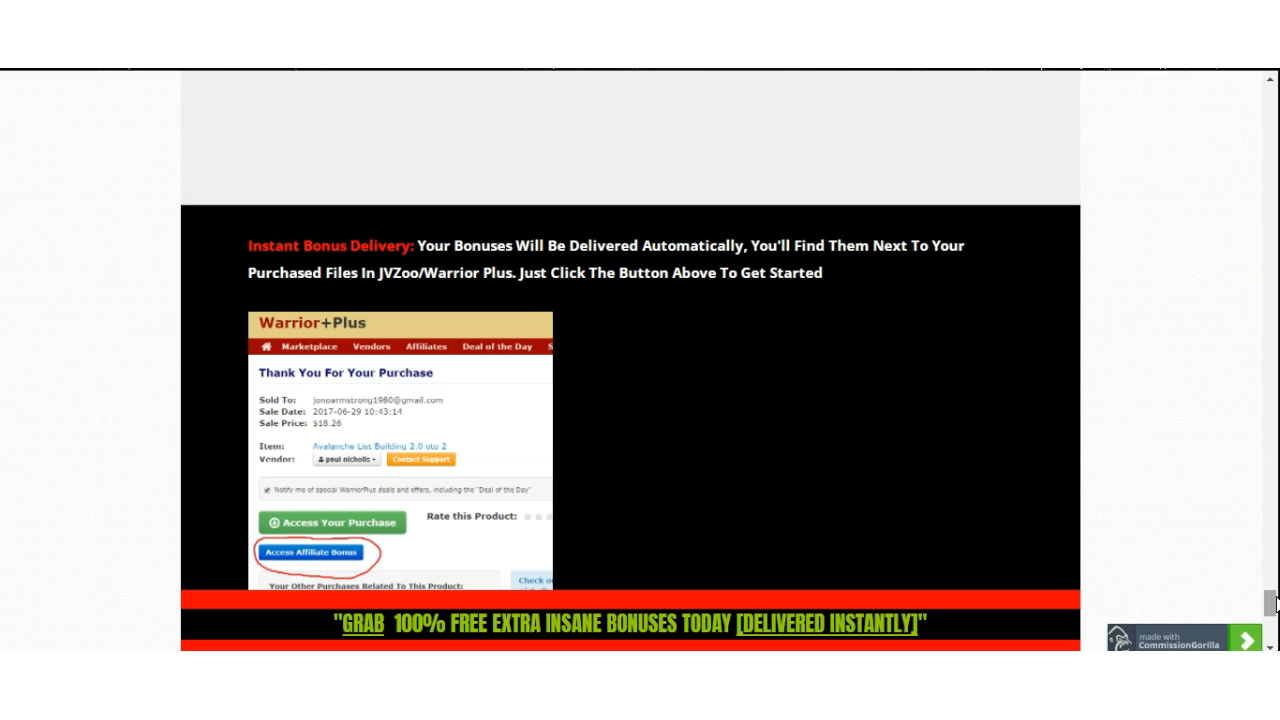 Instant Bonus Delivery: Your Bonuses Will Be Delivered Automatically, You'll Find Them Next To Your
Purchased Files In JVZoo/Warrior Plus. Just Click The Button Above To Get Started
Warrior+Plus
Marketplace Vendors Affiliates Deal of the Day S
Thank You For Your Purchase
Sold To: jonoarmstrong1980@gmail.com
Sale Date: 2017-06-29 10:43:14
Sale Price: $18.26
Item: Avalanche List Building 2.0 oto 2
Vendor: paul nicholls Contact Support
Notify me of special WarriorPlus deals and offers, including the "Deal of the Day"
Access Your Purchase Rate this Product:
Access Affiliate Bonus
Your Other Purchases Related To This Product:
Check
"GRAB 100% FREE EXTRA INSANE BONUSES TODAY [DELIVERED INSTANTLY]"
made with
CommissionGorilla